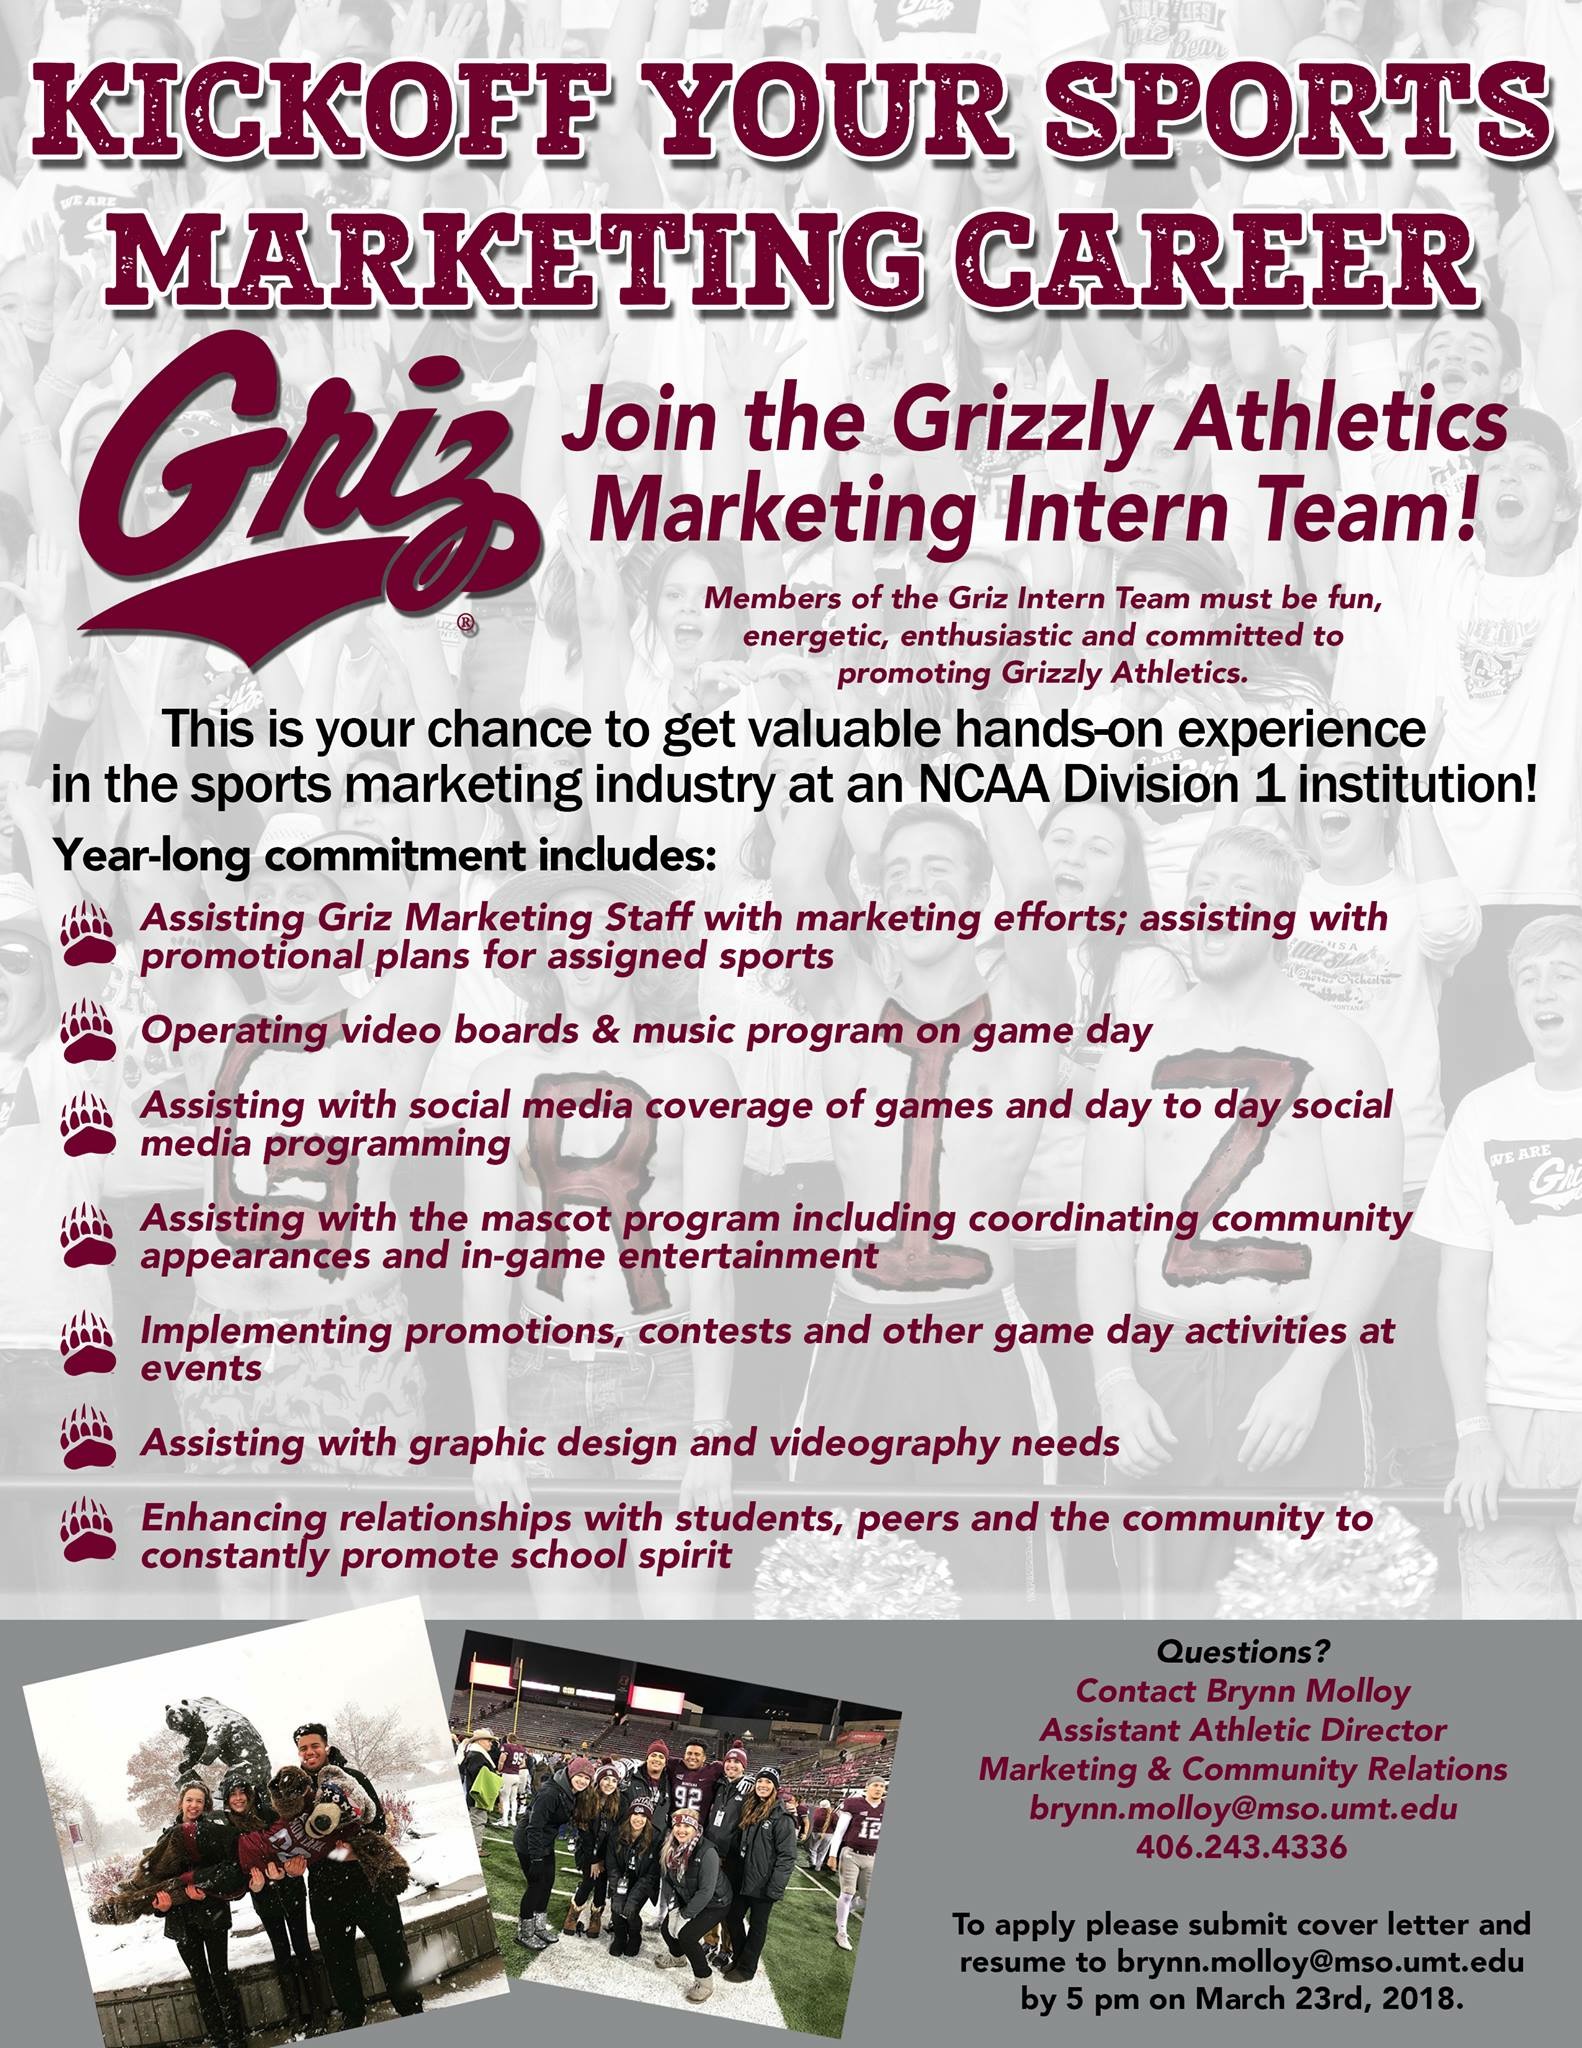 KICKOFF YOUR SPORTS
MARKETING CAREER
Griz
®
Join the Grizzly Athletics
Marketing Intern Team!
Members of the Griz Intern Team must be fun,
energetic, enthusiastic and committed to
promoting Grizzly Athletics.
This is your chance to get valuable hands-on experience
in the sports marketing industry at an NCAA Division 1 institution!
Year-long commitment includes:
Assisting Griz Marketing Staff with marketing efforts; assisting with
promotional plans for assigned sports
Operating video boards & music program on game day
Assisting with social media coverage of games and day to day social
media programming
Assisting with the mascot program including coordinating community
appearances and in-game entertainment
Implementing promotions, contests and other game day activities at
events
Assisting with graphic design and videography needs
Enhancing relationships with students, peers and the community to
constantly promote school spirit
GRIZ
WE ARE
Griz
WE ARE
95
92
12
Questions?
Contact Brynn Molloy
Assistant Athletic Director
Marketing & Community Relations
brynn.molloy@mso.umt.edu
406.243.4336
To apply please submit cover letter and
resume to brynn.molloy@mso.umt.edu
by 5 pm on March 23rd, 2018.